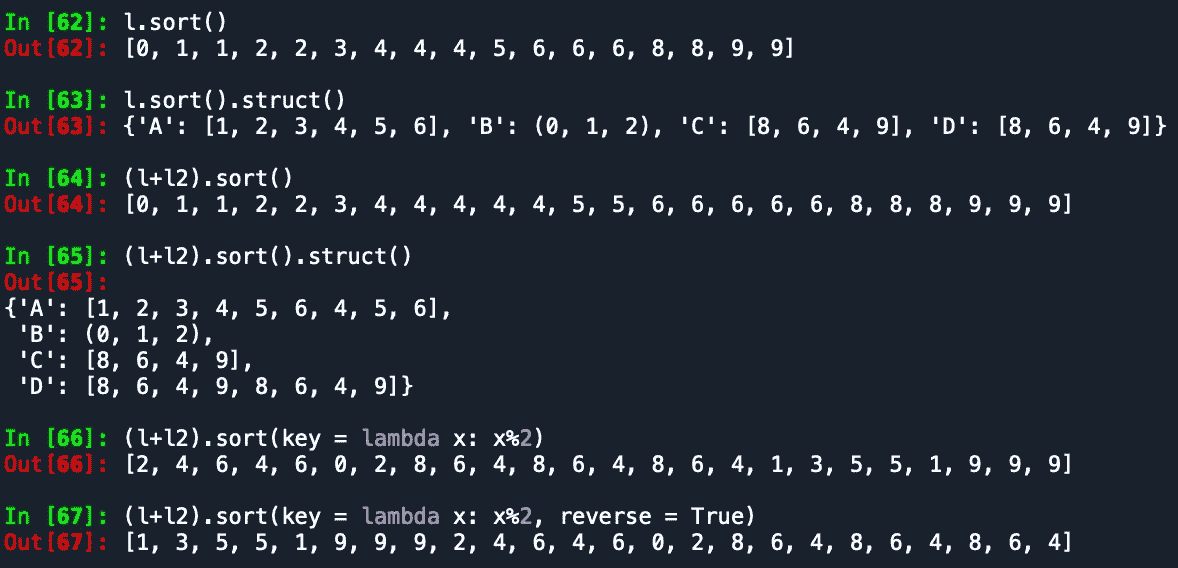 In [62]: l.sort()
Out[62]: [0, 1, 1, 2, 2, 3, 4, 4, 4, 5, 6, 6, 6, 8, 8, 9, 9]
In [63]: l.sort().struct()
Out[63]: {'A': [1, 2, 3, 4, 5, 6], 'B': (0, 1, 2), 'C': [8, 6, 4, 9], 'D': [8, 6, 4, 9]}
In [64]: (l+l2).sort()
Out[64]: [0, 1, 1, 2, 2, 3, 4, 4, 4, 4, 4, 5, 5, 6, 6, 6, 6, 6, 8, 8, 8, 9, 9, 9]
In [65]: (l+l2).sort().struct()
Out[65]:
{'A': [1, 2, 3, 4, 5, 6, 4, 5, 6],
'B': (0, 1, 2),
'C': [8, 6, 4, 9],
'D': [8, 6, 4, 9, 8, 6, 4, 9]}
In [66]: (l+l2).sort(key = lambda x: x%2)
Out[66]: [2, 4, 6, 4, 6, 0, 2, 8, 6, 4, 8, 6, 4, 8, 6, 4, 1, 3, 5, 5, 1, 9, 9, 9]
In [67]: (l+l2).sort(key = lambda x: x%2, reverse = True)
Out[67]: [1, 3, 5, 5, 1, 9, 9, 9, 2, 4, 6, 4, 6, 0, 2, 8, 6, 4, 8, 6, 4, 8, 6, 4]